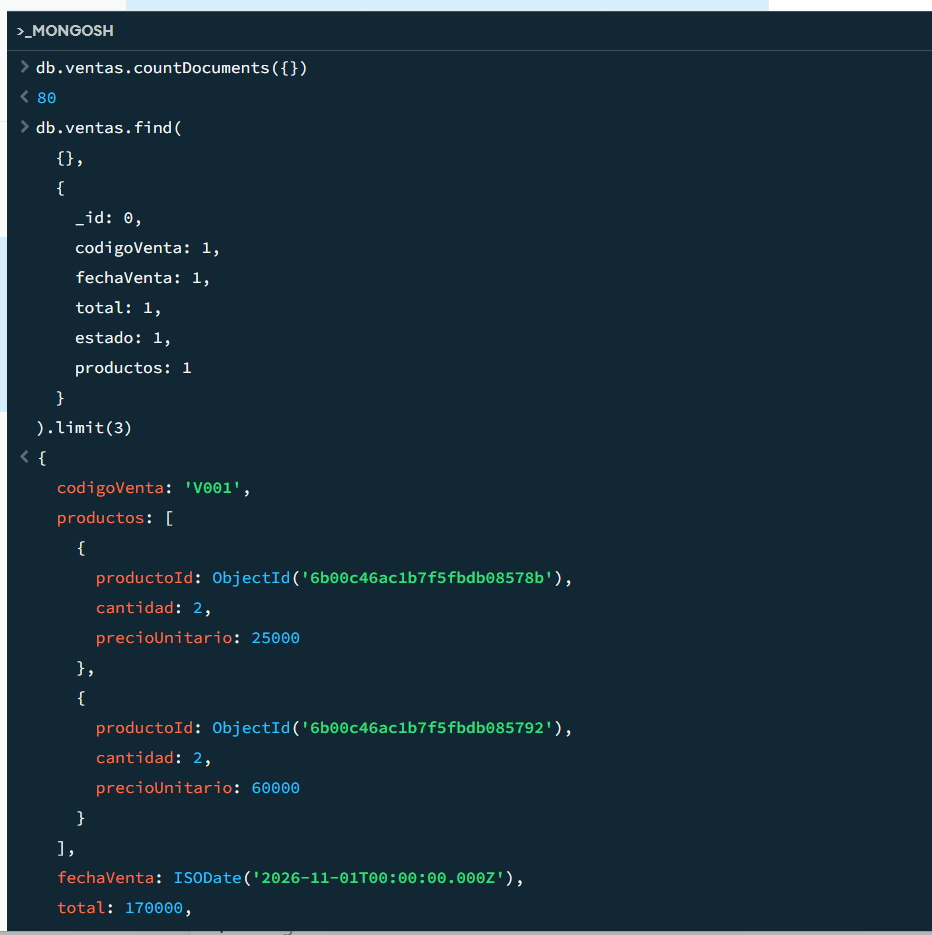 >_MONGOSH
> db.ventas.countDocuments({})
< 80
> db.ventas.find(
{},
{
_id: 0,
codigoVenta: 1,
fechaVenta: 1,
total: 1,
estado: 1,
productos: 1
}
).limit(3)
< {
codigoVenta: 'V001',
productos: [
{
productoId: ObjectId('6b00c46ac1b7f5fbdb08578b'),
cantidad: 2,
precioUnitario: 25000
},
{
productoId: ObjectId('6b00c46ac1b7f5fbdb085792'),
cantidad: 2,
precioUnitario: 60000
}
],
fechaVenta: ISODate('2026-11-01T00:00:00.000Z'),
total: 170000,